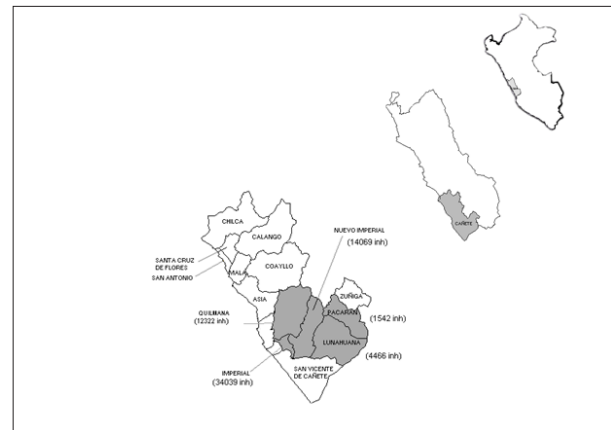 CAÑETE
CHILCA
CALANGO
NUEVO IMPERIAL
(14069 inh)
SANTA CRUZ
DE FLORES
SAN ANTONIO
MALA
COAYLLO
ASIA
ZUÑIGA
QUILMANA
(12322 inh)
PACARAN
(1542 inh)
LUNAHUANA
(4466 inh)
IMPERIAL
(34039 inh)
SAN VICENTE
DE CAÑETE